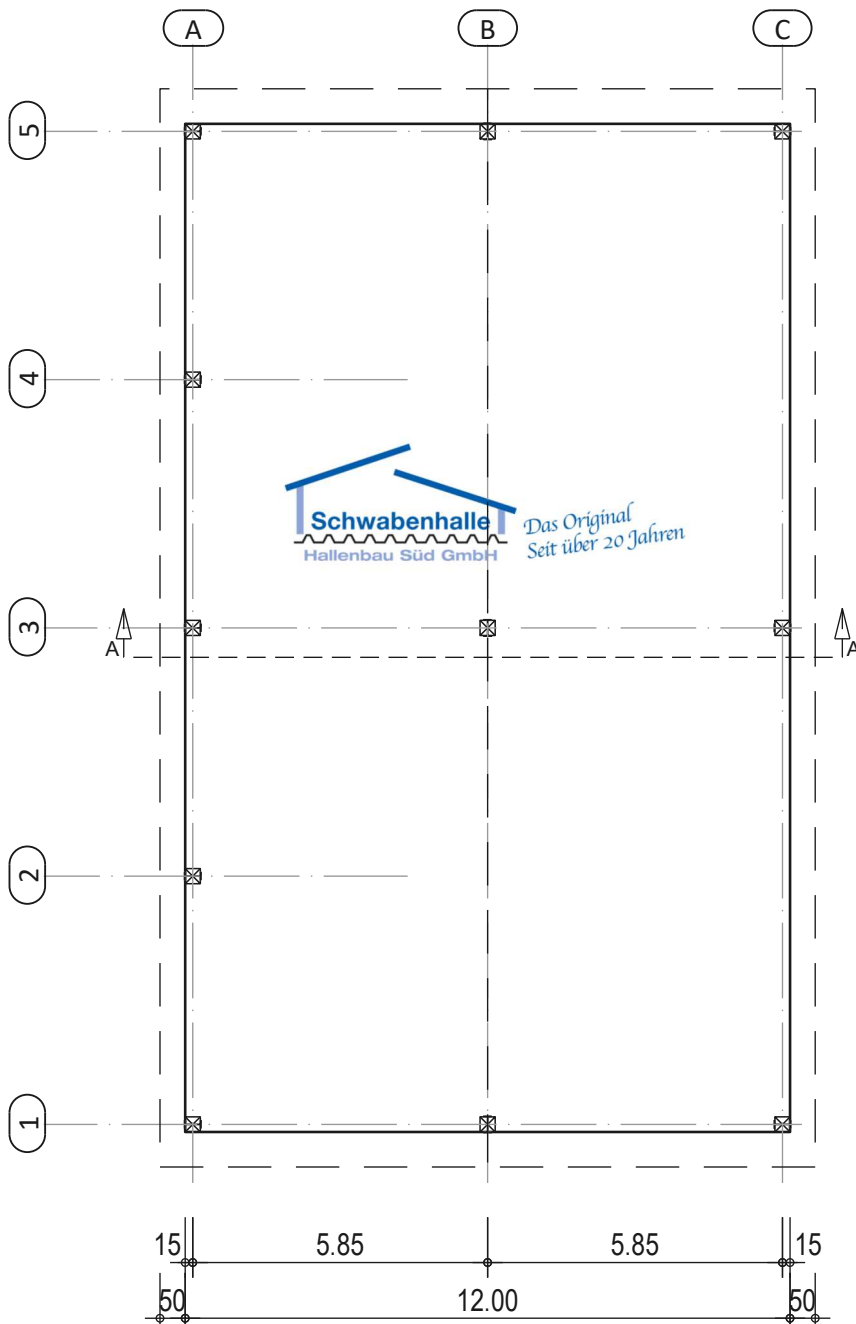 A B C
5
4
Schwabenhalle
Hallenbau Süd GmbH
Das Original
Seit über 20 Jahren
3
A A
2
1
15 5.85 5.85 15
50 12.00 50